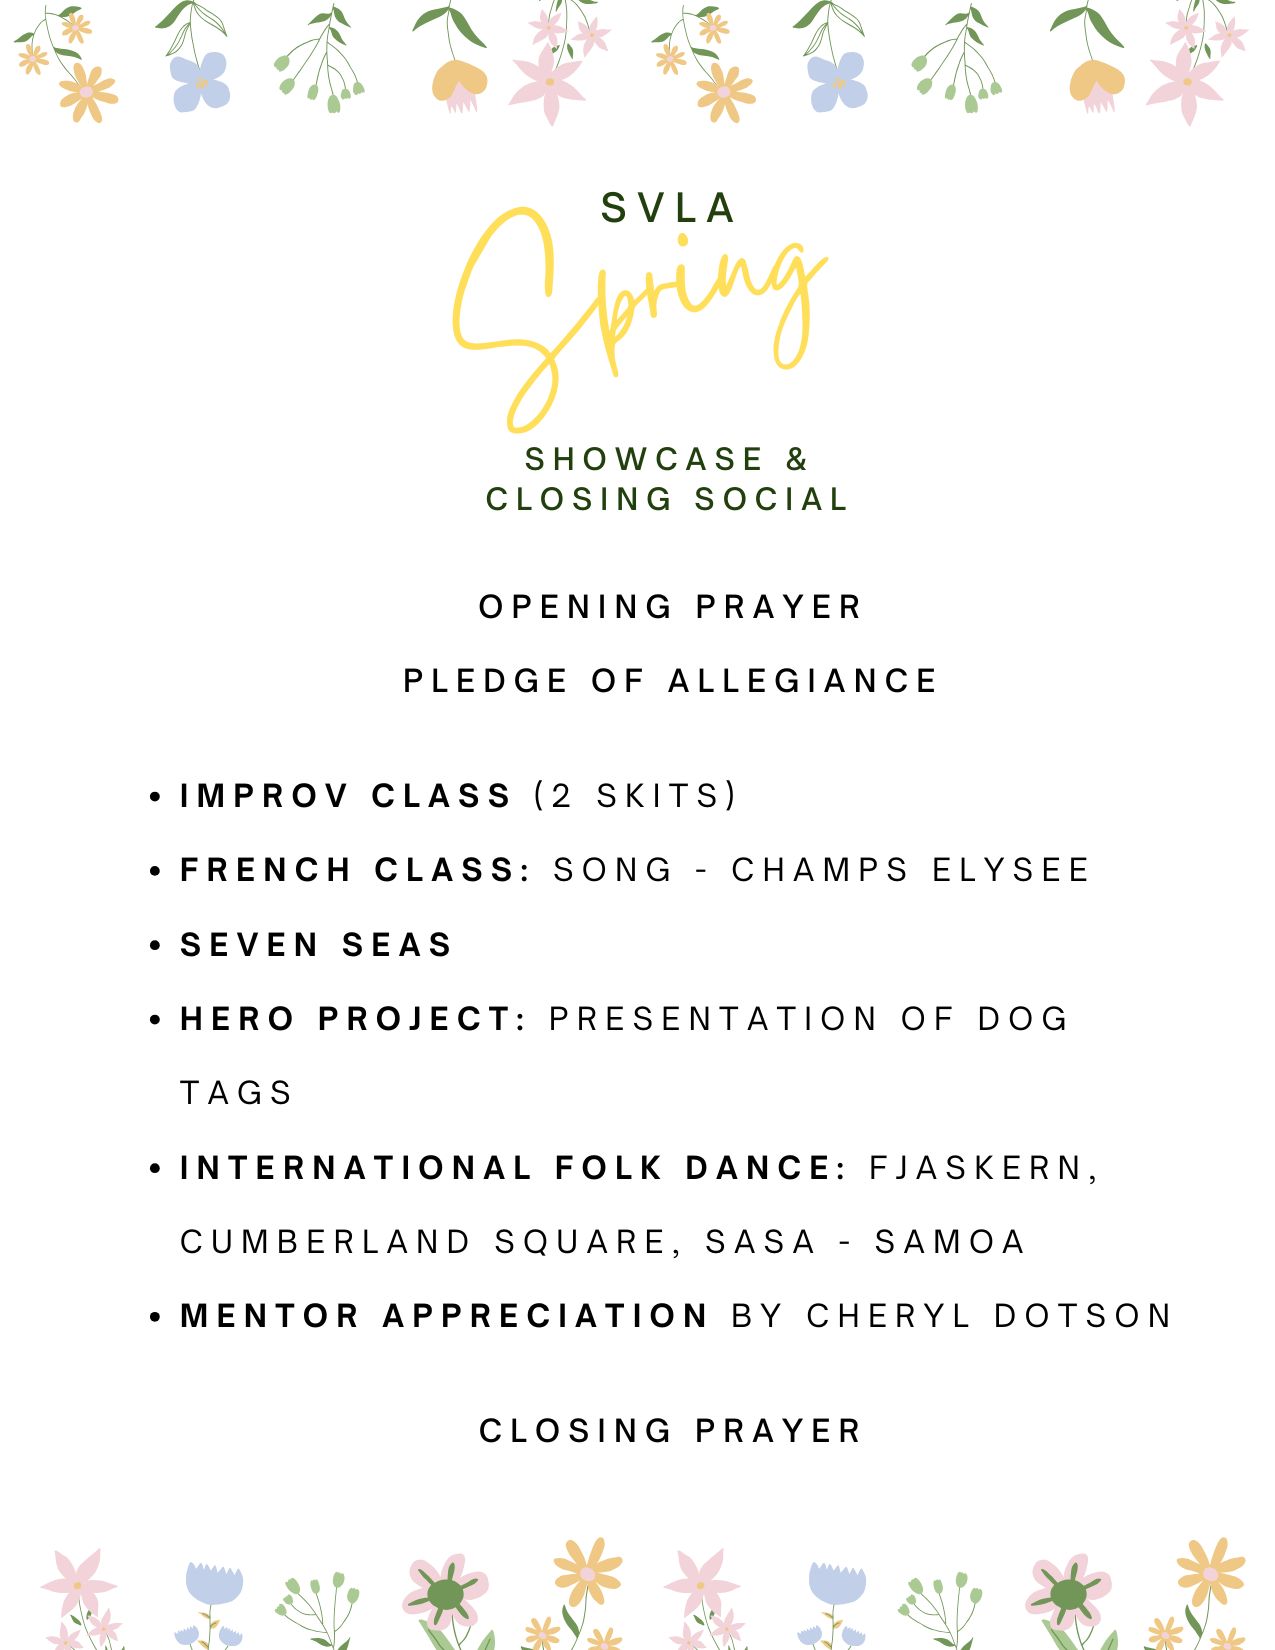 SVLA
Spring
SHOWCASE &
CLOSING SOCIAL
OPENING PRAYER
PLEDGE OF ALLEGIANCE
• IMPROV CLASS (2 SKITS)
• FRENCH CLASS: SONG - CHAMPS ELYSEE
• SEVEN SEAS
• HERO PROJECT: PRESENTATION OF DOG
TAGS
• INTERNATIONAL FOLK DANCE: FJASKERN,
CUMBERLAND SQUARE, SASA - SAMOA
• MENTOR APPRECIATION BY CHERYL DOTSON
CLOSING PRAYER